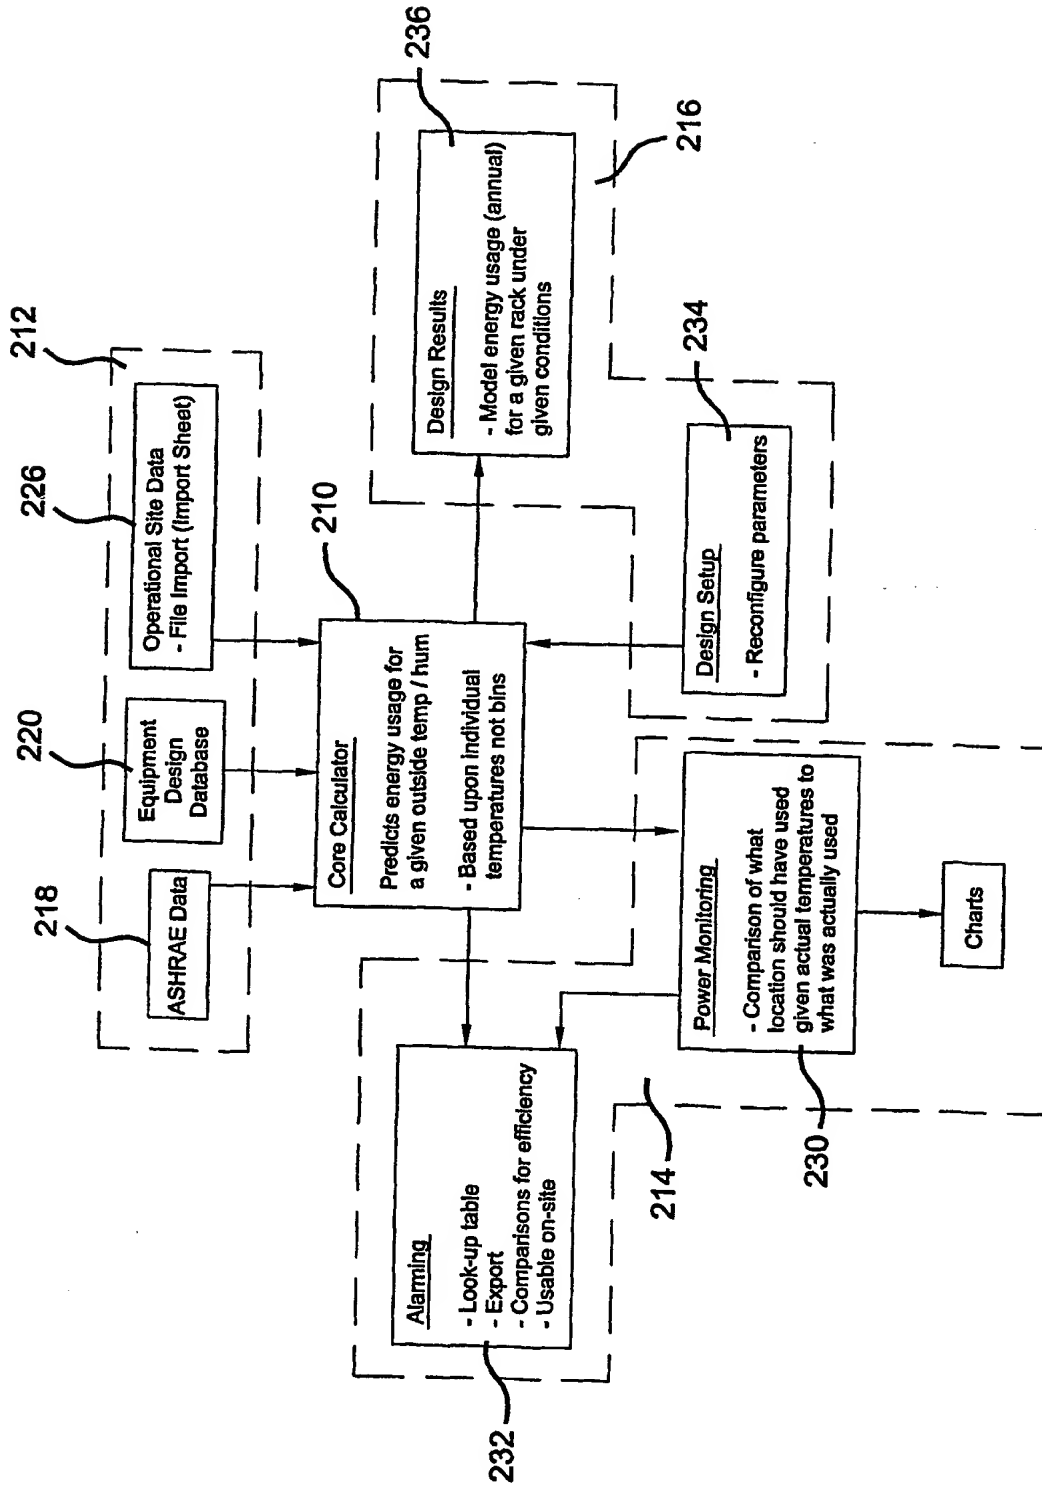 212
218
ASHRAE Data
220
Equipment
Design
Database
226
Operational Site Data
- File Import (Import Sheet)
210
Core Calculator
Predicts energy usage for
a given outside temp / hum
- Based upon individual
temperatures not bins
Alarming
- Look-up table
- Export
- Comparisons for efficiency
- Usable on-site
232
Design Results
- Model energy usage (annual)
for a given rack under
given conditions
236
216
214
Power Monitoring
- Comparison of what
location should have used
given actual temperatures to
what was actually used
230
Design Setup
- Reconfigure parameters
234
Charts